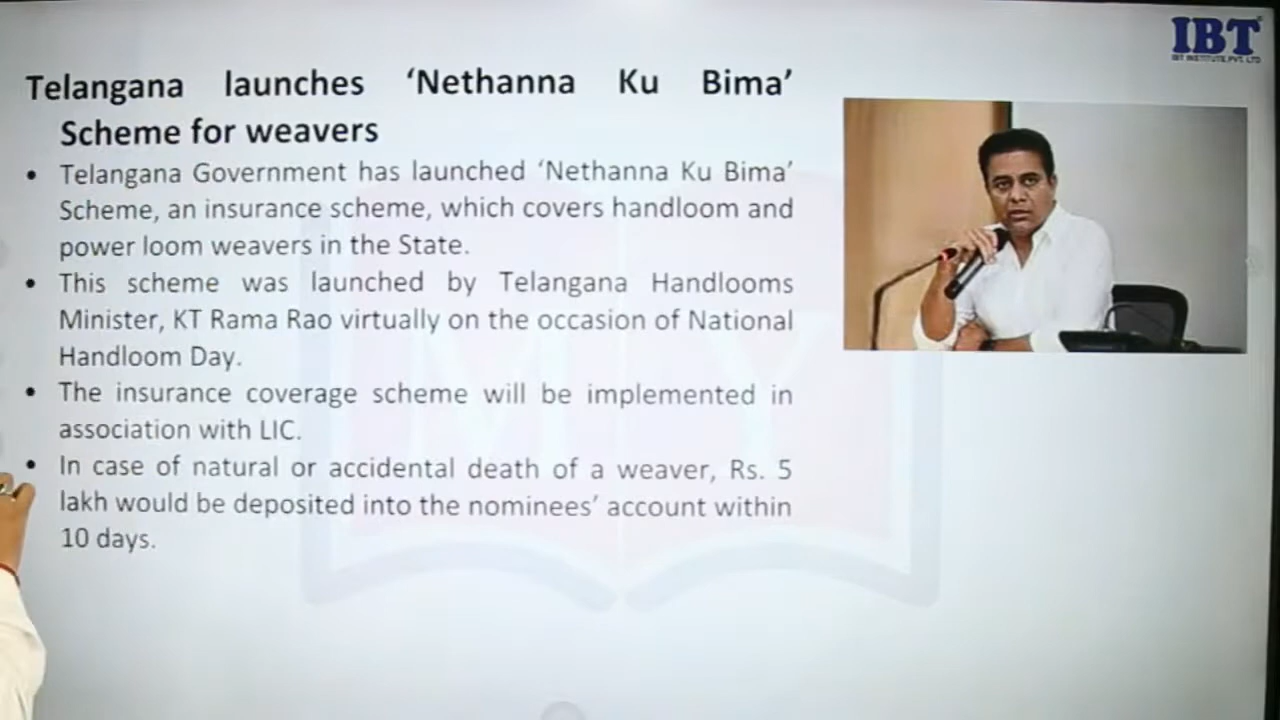 IBT
IBT INSTITUTE PVT. LTD
Telangana launches ‘Nethanna Ku Bima’
Scheme for weavers
• Telangana Government has launched ‘Nethanna Ku Bima’
Scheme, an insurance scheme, which covers handloom and
power loom weavers in the State.
• This scheme was launched by Telangana Handlooms
Minister, KT Rama Rao virtually on the occasion of National
Handloom Day.
• The insurance coverage scheme will be implemented in
association with LIC.
• In case of natural or accidental death of a weaver, Rs. 5
lakh would be deposited into the nominees’ account within
10 days.
M Y